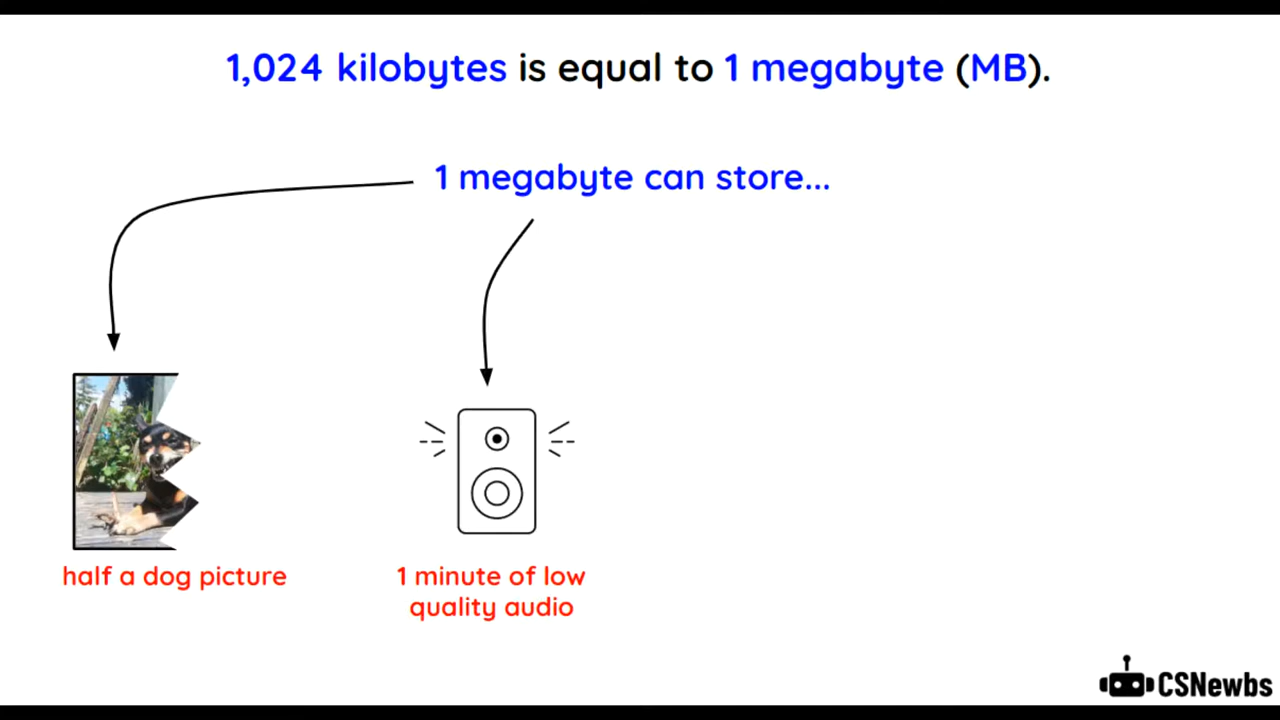 1,024 kilobytes is equal to 1 megabyte (MB).
1 megabyte can store...
half a dog picture
1 minute of low
quality audio
CSNewbs